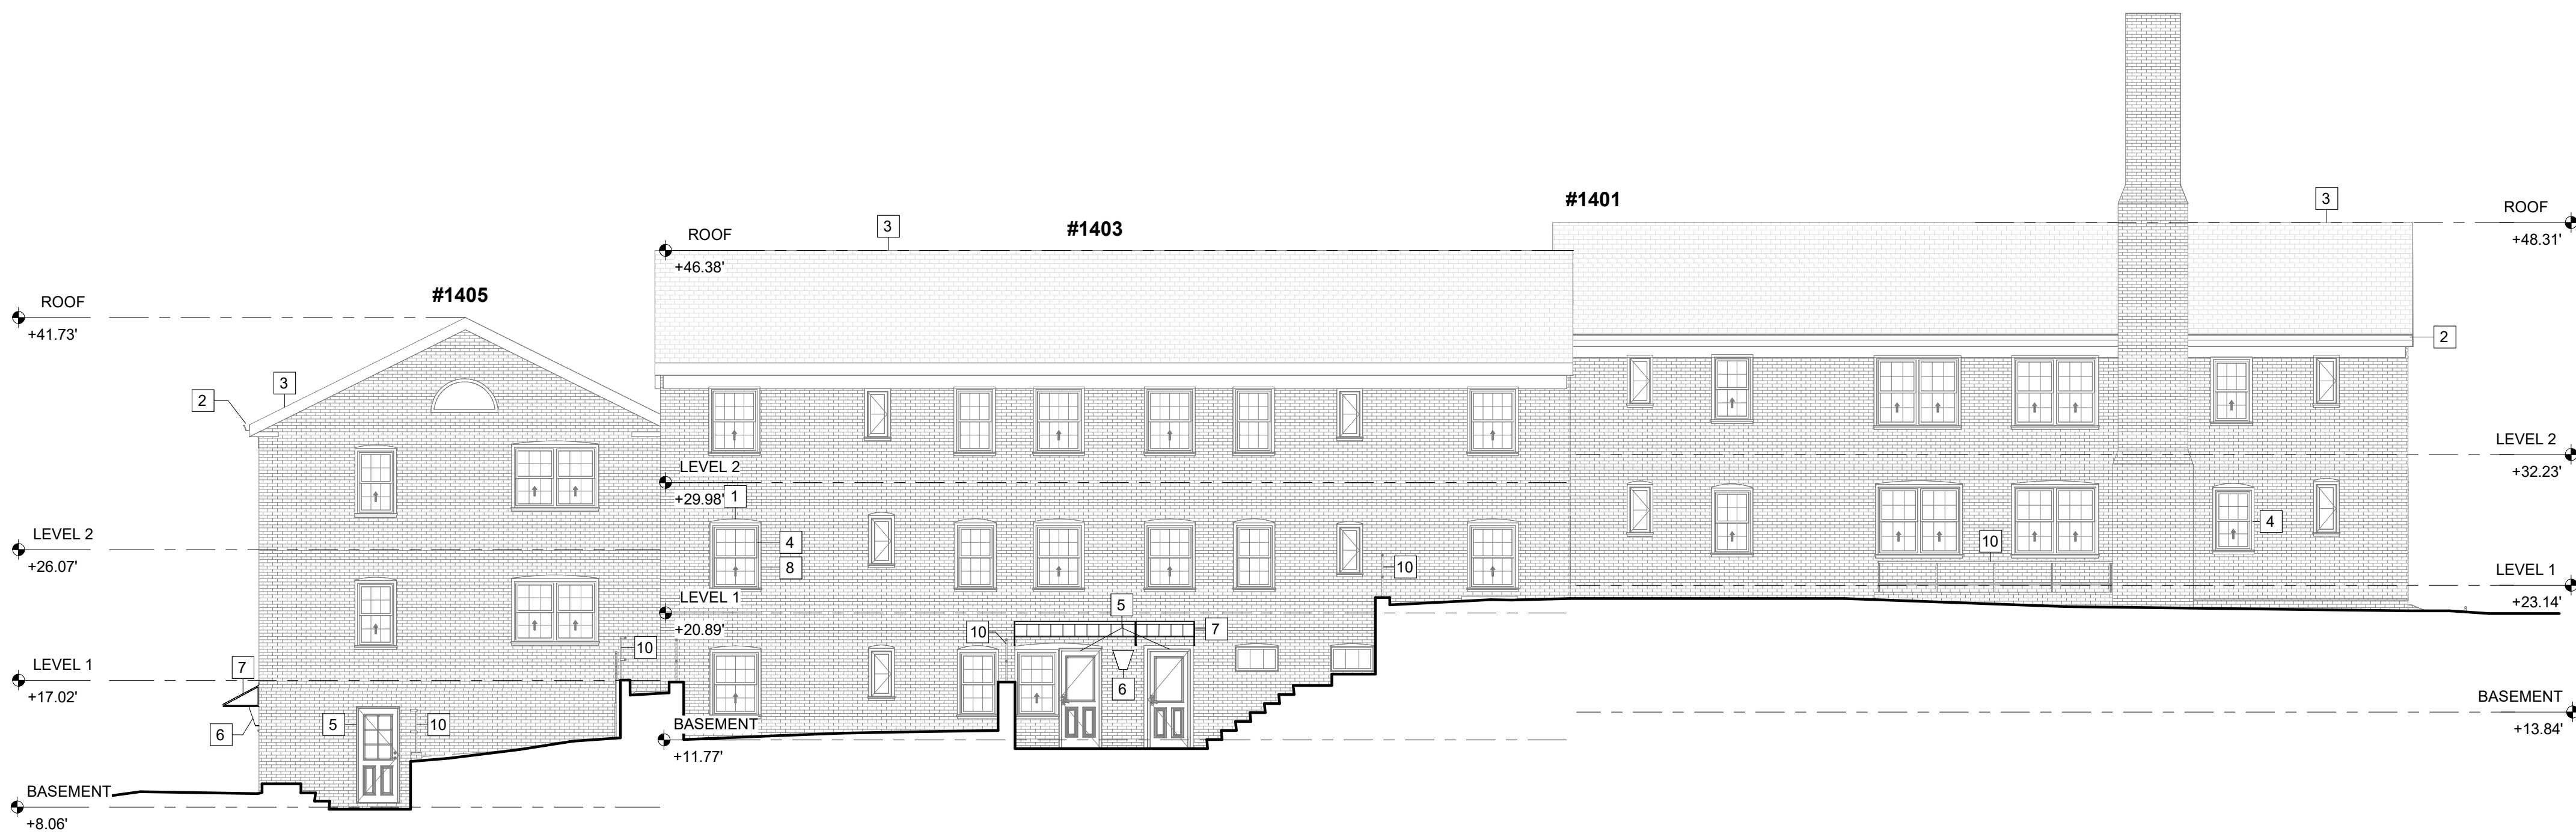 #1401
3
ROOF
+48.31'
3
#1403
ROOF
+46.38'
#1405
ROOF
+41.73'
2
3
2
LEVEL 2
+32.23'
LEVEL 2
+29.98'
1
4
8
4
LEVEL 2
+26.07'
10
10
LEVEL 1
+23.14'
LEVEL 1
+20.89'
5
7
10
10
LEVEL 1
+17.02'
7
6
BASEMENT
+13.84'
5
10
6
BASEMENT
+11.77'
BASEMENT
+8.06'